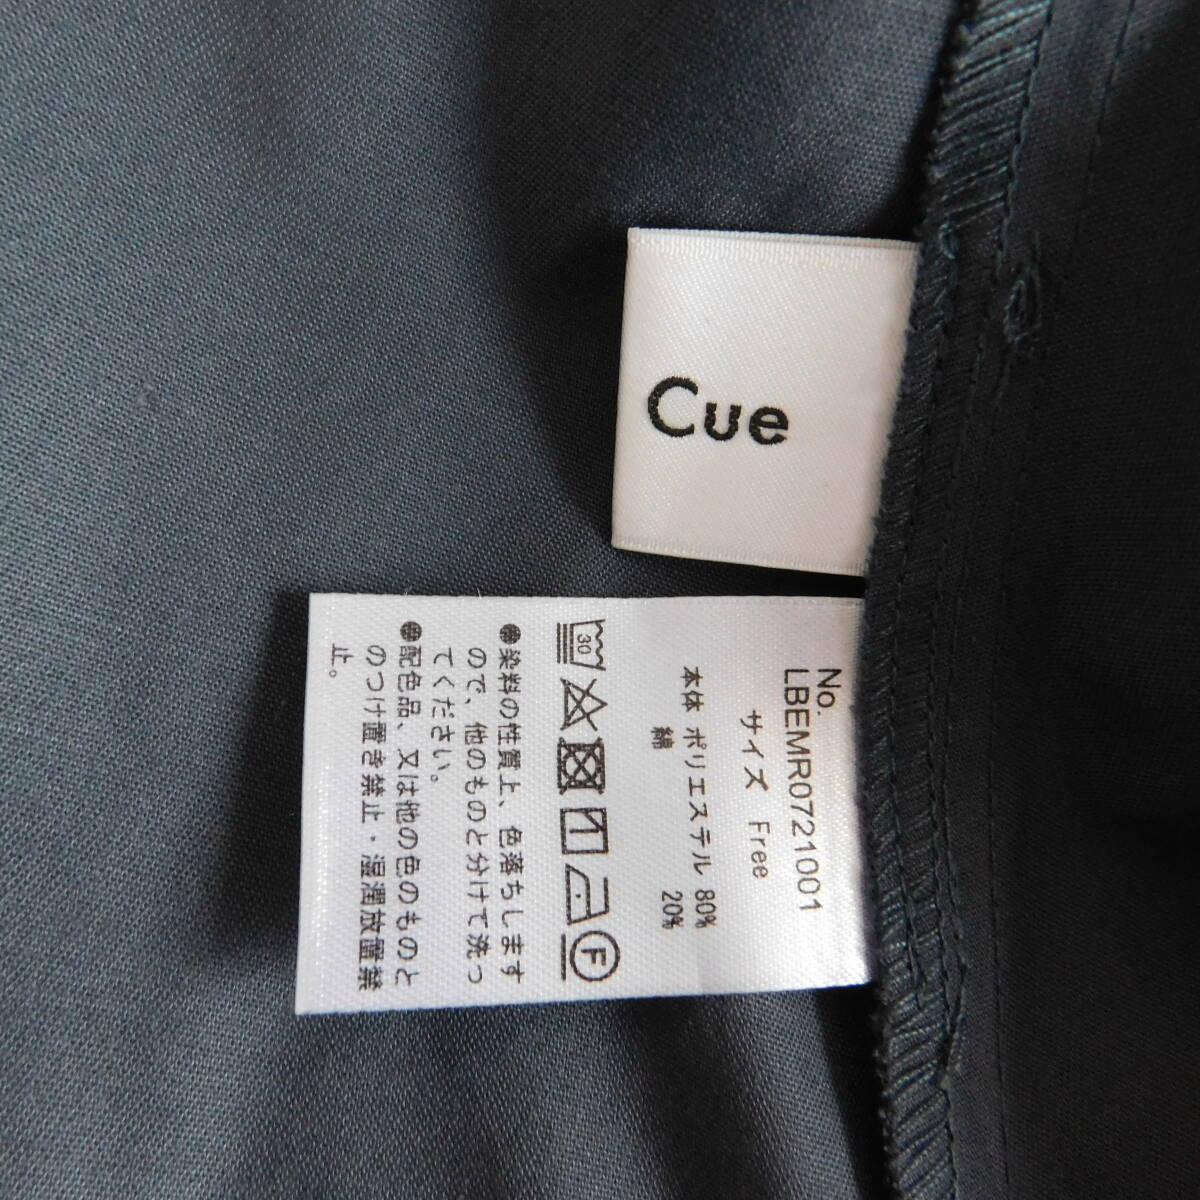 Cue
No.
LBEMR0721001
サイズ Free
本体 ポリエステル 80%
綿 20%
30
F
●染料の性質上、色落ちします
ので、他のものと分けて洗っ
てください。
●配色品、又は他の色のものと
のつけ置き禁止・湿潤放置禁
止。